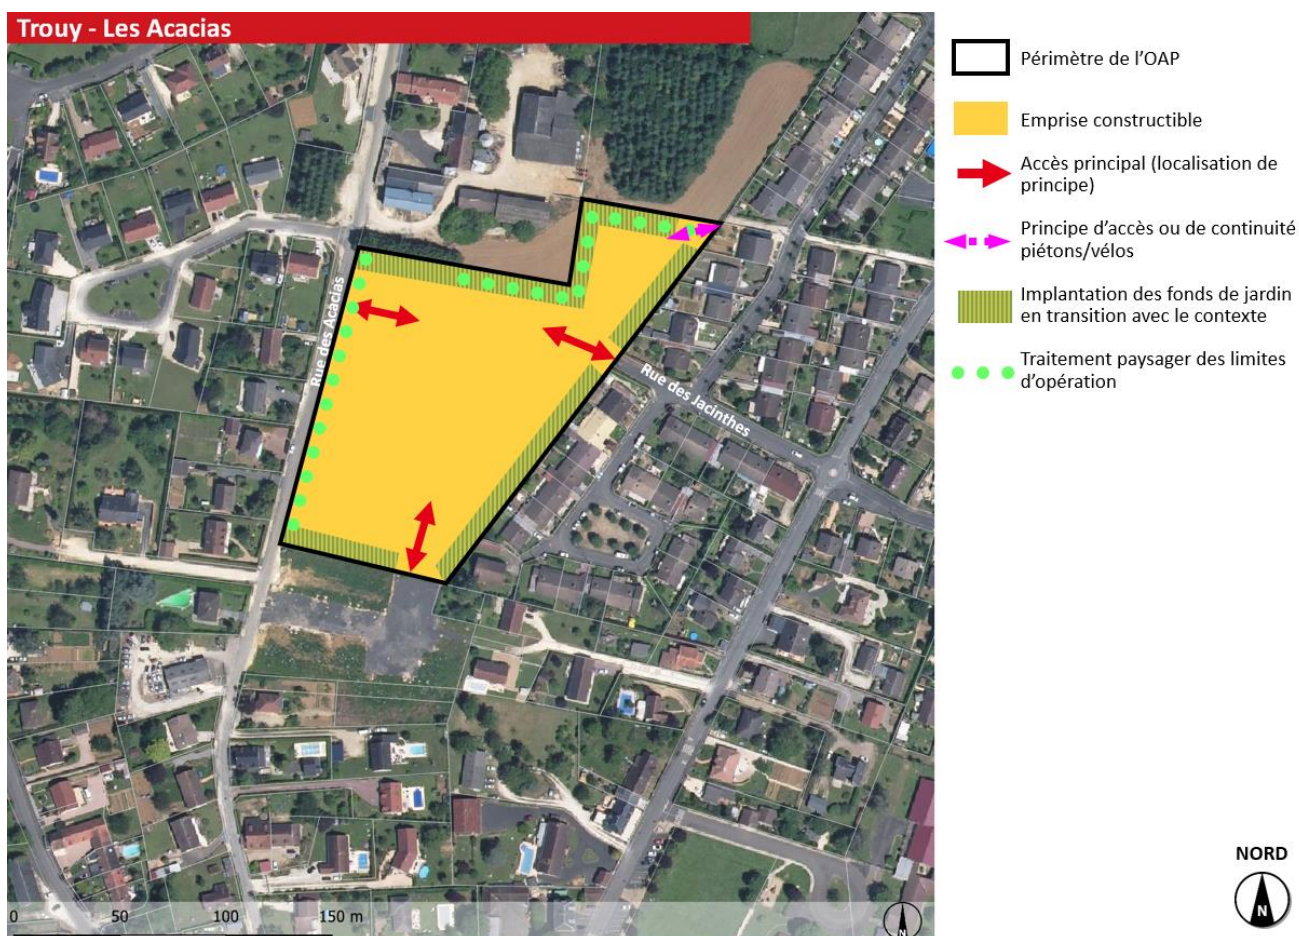 Trouy - Les Acacias
Périmètre de l'OAP
Emprise constructible
Accès principal (localisation de
principe)
Principe d'accès ou de continuité
piétons/vélos
Implantation des fonds de jardin
en transition avec le contexte
Traitement paysager des limites
d'opération
Rue des Acacias
Rue des Jacinthes
NORD
N
0 50 100 150 m
N